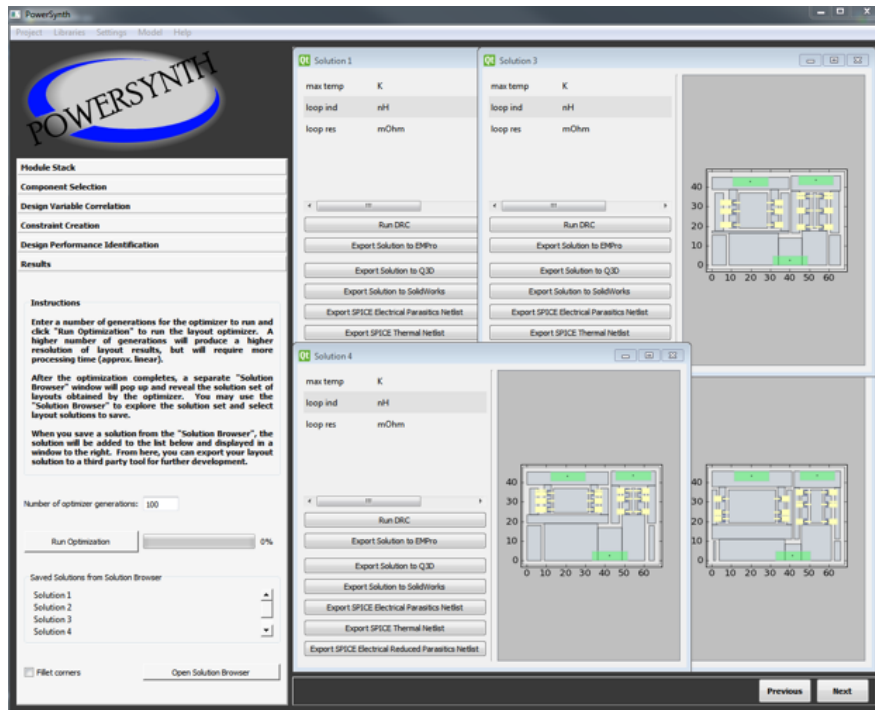 PowerSynth
Project Libraries Settings Model Help
POWERSYNTH
Module Stack
Component Selection
Design Variable Correlation
Constraint Creation
Design Performance Identification
Results
Instructions
Enter a number of generations for the optimizer to run and
click "Run Optimization" to run the layout optimizer. A
higher number of generations will produce a higher
resolution of layout results, but will require more
processing time (approx. linear).
After the optimization completes, a separate "Solution
Browser" window will pop up and reveal the solution set of
layouts obtained by the optimizer. You may use the
"Solution Browser" to explore the solution set and select
layout solutions to save.
When you save a solution from the "Solution Browser", the
solution will be added to the list below and displayed in a
window to the right. From here, you can export your layout
solution to a third party tool for further development.
Number of optimizer generations: 100
Run Optimization 0%
Saved Solutions from Solution Browser
Solution 1
Solution 2
Solution 3
Solution 4
Fillet corners Open Solution Browser
Qt Solution 1
max temp K
loop ind nH
loop res mOhm
Run DRC
Export Solution to EMPro
Export Solution to Q3D
Export Solution to SolidWorks
Export SPICE Electrical Parasitics Netlist
Export SPICE Thermal Netlist
Qt Solution 3
max temp K
loop ind nH
loop res mOhm
Run DRC
Export Solution to EMPro
Export Solution to Q3D
Export Solution to SolidWorks
Export SPICE Electrical Parasitics Netlist
Export SPICE Thermal Netlist
40
30
20
10
0
0 10 20 30 40 50 60
Qt Solution 4
max temp K
loop ind nH
loop res mOhm
Run DRC
Export Solution to EMPro
Export Solution to Q3D
Export Solution to SolidWorks
Export SPICE Electrical Parasitics Netlist
Export SPICE Thermal Netlist
Export SPICE Electrical Reduced Parasitics Netlist
40
30
20
10
0
0 10 20 30 40 50 60
40
30
20
10
0
0 10 20 30 40 50 60
Previous Next